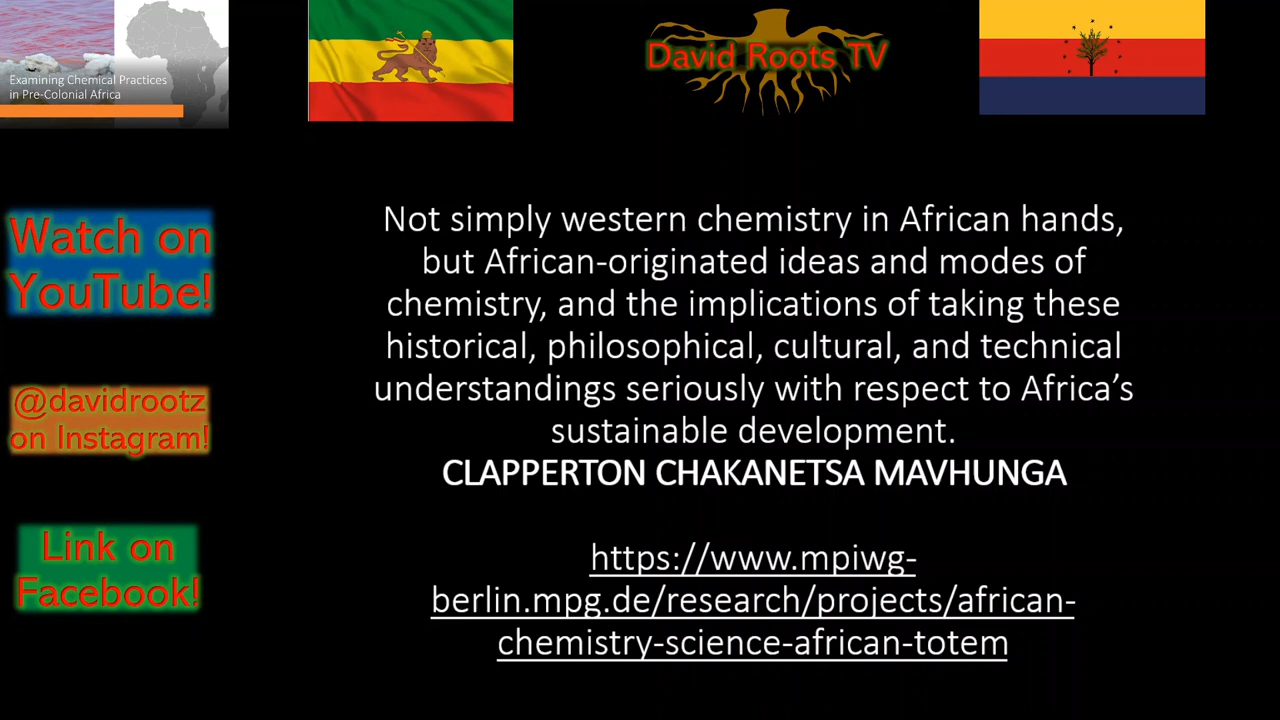 Examining Chemical Practices
in Pre-Colonial Africa
David Roots TV
Watch on
YouTube!
@davidrootz
on Instagram!
Link on
Facebook!
Not simply western chemistry in African hands,
but African-originated ideas and modes of
chemistry, and the implications of taking these
historical, philosophical, cultural, and technical
understandings seriously with respect to Africa’s
sustainable development.
CLAPPERTON CHAKANETSA MAVHUNGA
https://www.mpiwg-
berlin.mpg.de/research/projects/african-
chemistry-science-african-totem